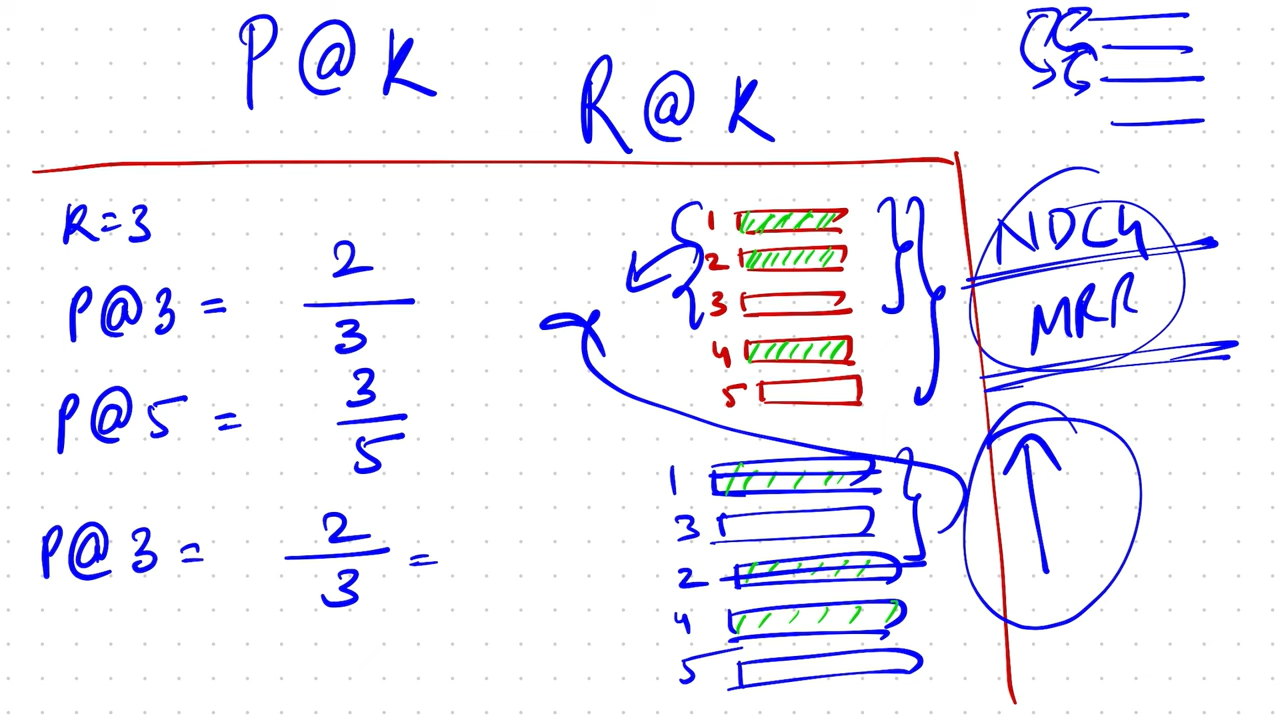 P @ K
R @ K
K=3
P@3 = 2/3
P@5 = 3/5
P@3 = 2/3 =
1
2
3
4
5
1
3
2
4
5
NDCG
MRR